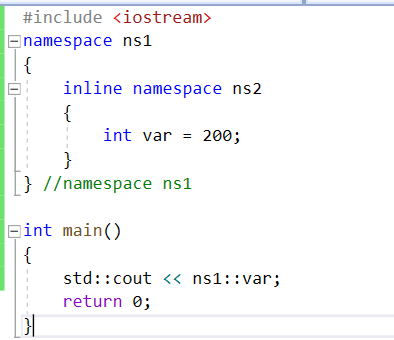 #include <iostream>
namespace ns1
{
    inline namespace ns2
    {
        int var = 200;
    }
} //namespace ns1

int main()
{
    std::cout << ns1::var;
    return 0;
}